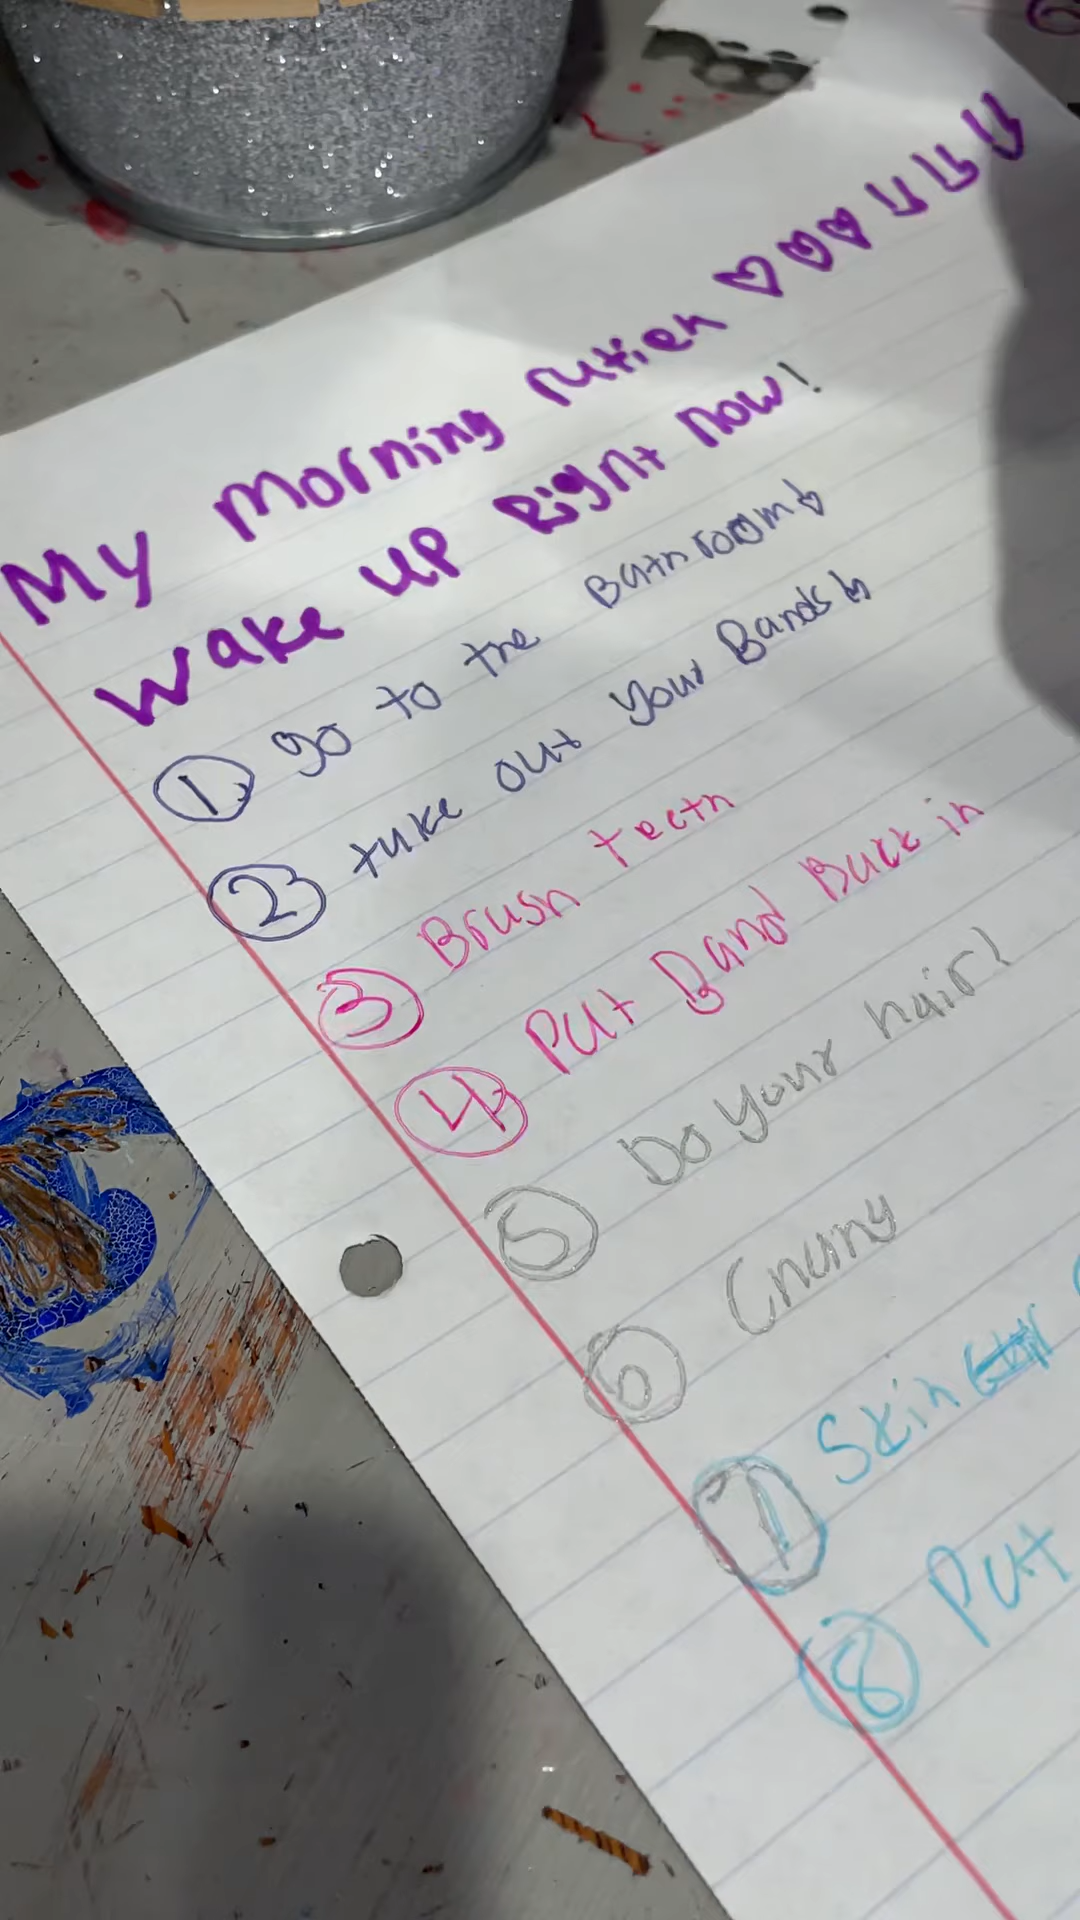 My morning rutien
wake up Right now!
1 go to the Bathroom
2 take out your Bands
3 Brush teeth
4 Put Band Back in
5 Do your hair!
6
7 Skin
8 Put